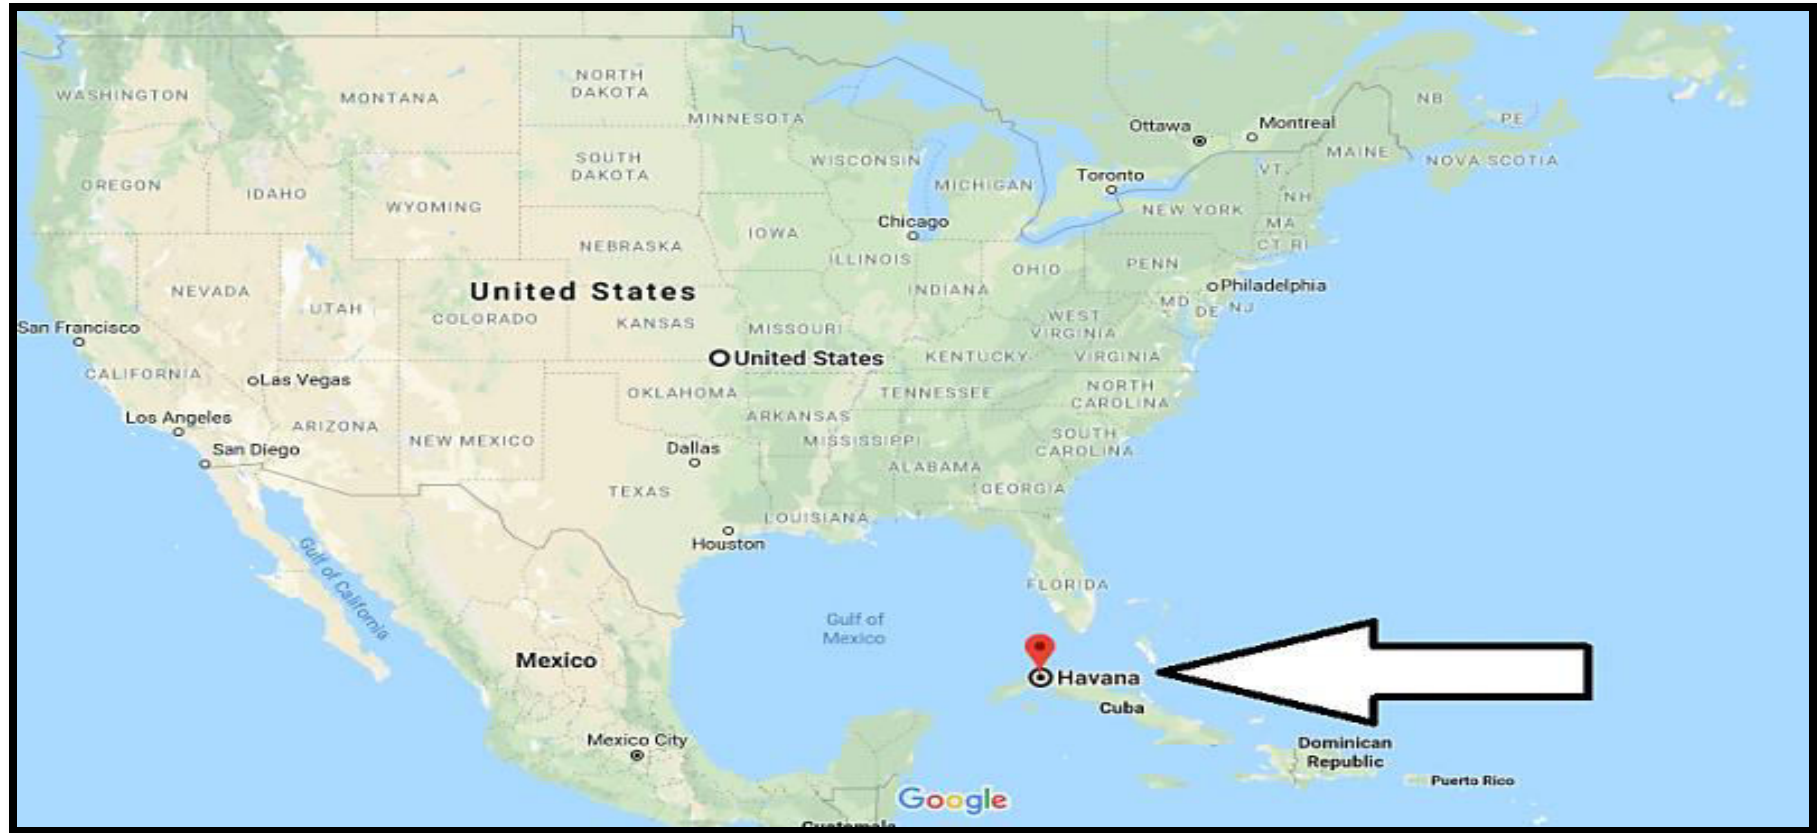 NORTH
DAKOTA
WASHINGTON
MONTANA
NB
MINNESOTA
PE
Ottawa
Montreal
SOUTH
DAKOTA
WISCONSIN
MAINE
NOVA SCOTIA
VT.
OREGON
IDAHO
MICHIGAN
Toronto
NH
WYOMING
NEW YORK
Chicago
MA
IOWA
CT RI
NEBRASKA
ILLINOIS
OHIO
PENN
NEVADA
United States
INDIANA
Philadelphia
UTAH
MD
DE
NJ
COLORADO
KANSAS
WEST
VIRGINIA
San Francisco
MISSOURI
United States
KENTUCKY
VIRGINIA
CALIFORNIA
Las Vegas
OKLAHOMA
TENNESSEE
NORTH
CAROLINA
Los Angeles
ARIZONA
NEW MEXICO
ARKANSAS
San Diego
Dallas
MISSISSIPPI
SOUTH
CAROLINA
ALABAMA
TEXAS
GEORGIA
LOUISIANA
Houston
Gulf of California
FLORIDA
Gulf of
Mexico
Mexico
Havana
Cuba
Mexico City
Dominican
Republic
Puerto Rico
Google
Guatemala